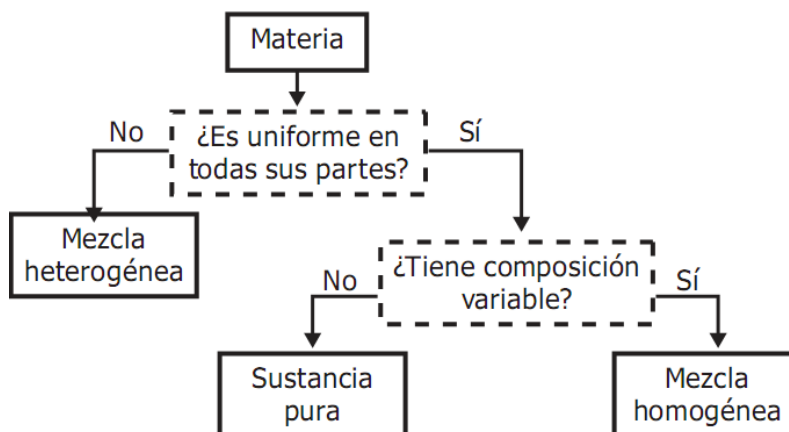 Materia
No
¿Es uniforme en
todas sus partes?
Sí
Mezcla
heterogénea
¿Tiene composición
variable?
No
Sí
Sustancia
pura
Mezcla
homogénea